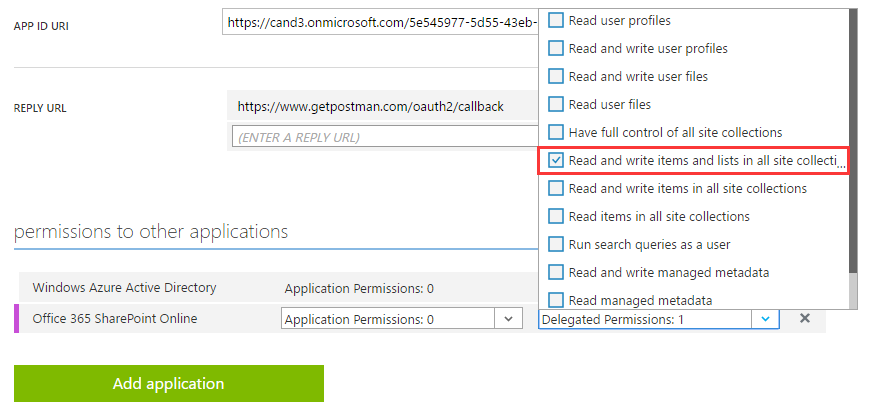 APP ID URI
https://cand3.onmicrosoft.com/5e545977-5d55-43eb-
REPLY URL
https://www.getpostman.com/oauth2/callback
(ENTER A REPLY URL)
Read user profiles
Read and write user profiles
Read and write user files
Read user files
Have full control of all site collections
Read and write items and lists in all site collecti...
Read and write items in all site collections
Read items in all site collections
Run search queries as a user
Read and write managed metadata
Read managed metadata
permissions to other applications
Windows Azure Active Directory
Application Permissions: 0
Office 365 SharePoint Online
Application Permissions: 0
Delegated Permissions: 1
Add application